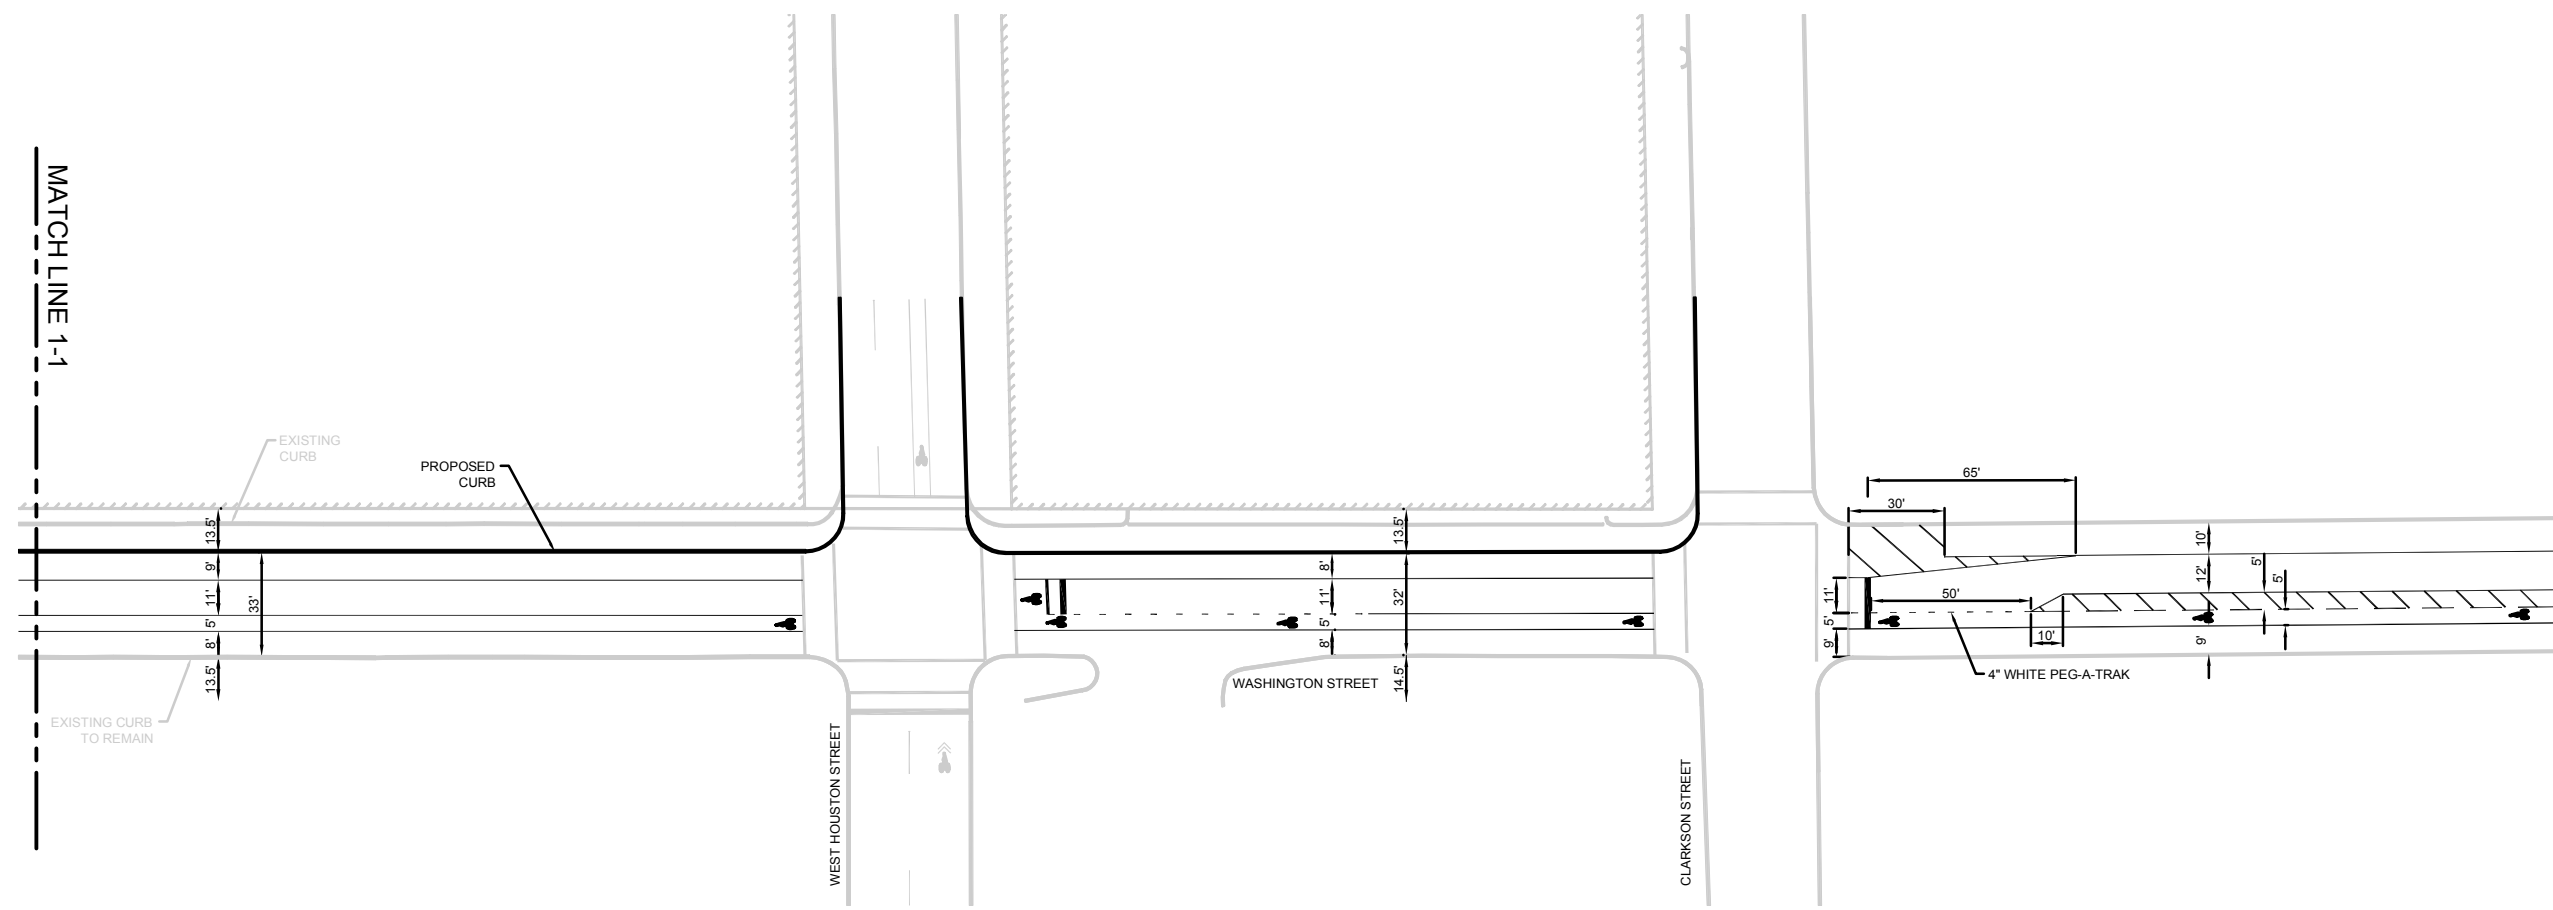 MATCH LINE 1-1
EXISTING
CURB
PROPOSED
CURB
13.5'
9'
11'
5'
8'
13.5'
33'
EXISTING CURB
TO REMAIN
WEST HOUSTON STREET
13.5'
8'
11'
5'
8'
32'
14.5'
WASHINGTON STREET
CLARKSON STREET
65'
30'
11'
5'
9'
50'
10'
4" WHITE PEG-A-TRAK
10'
12'
9'
5'
5'